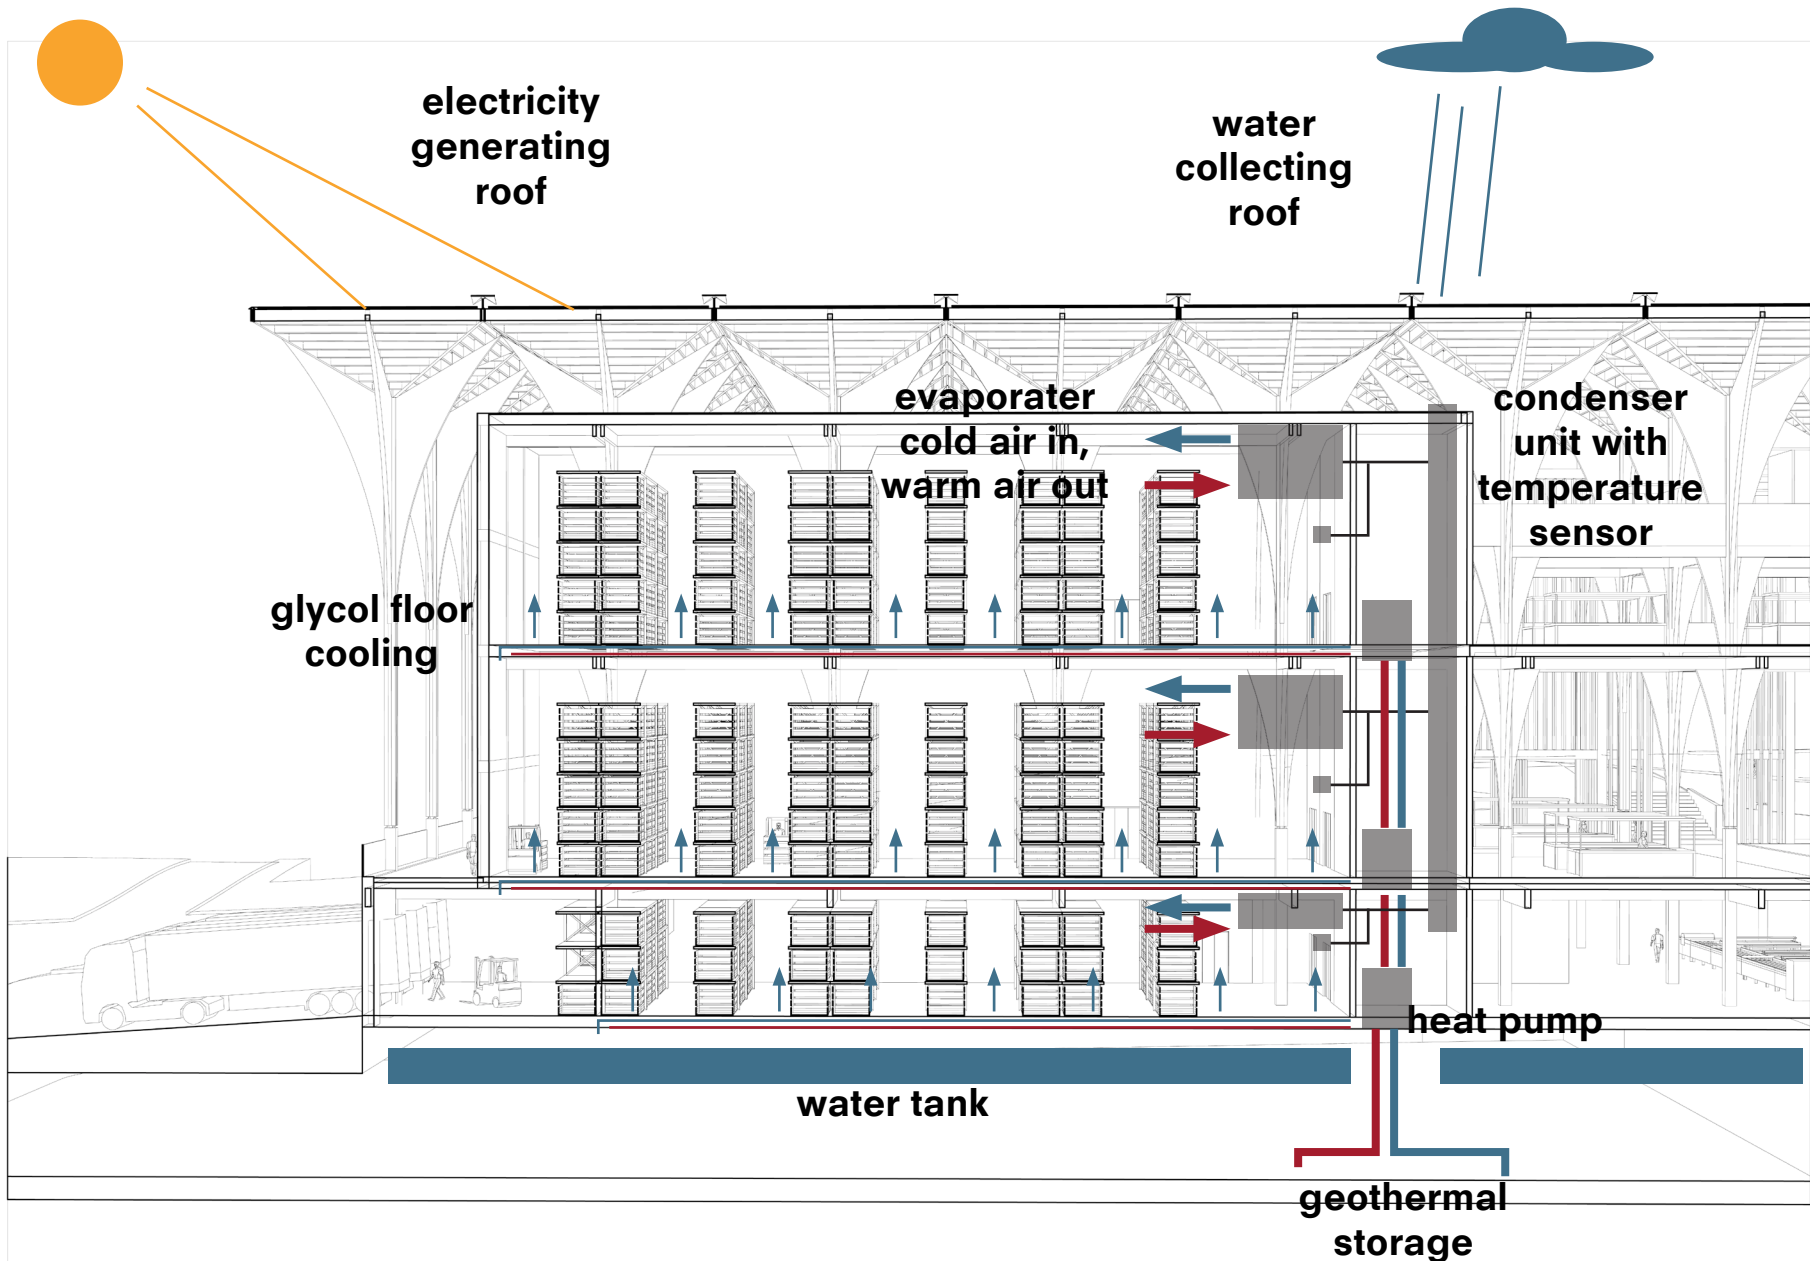 electricity
generating
roof
water
collecting
roof
evaporater
cold air in,
warm air out
condenser
unit with
temperature
sensor
glycol floor
cooling
heat pump
water tank
geothermal
storage